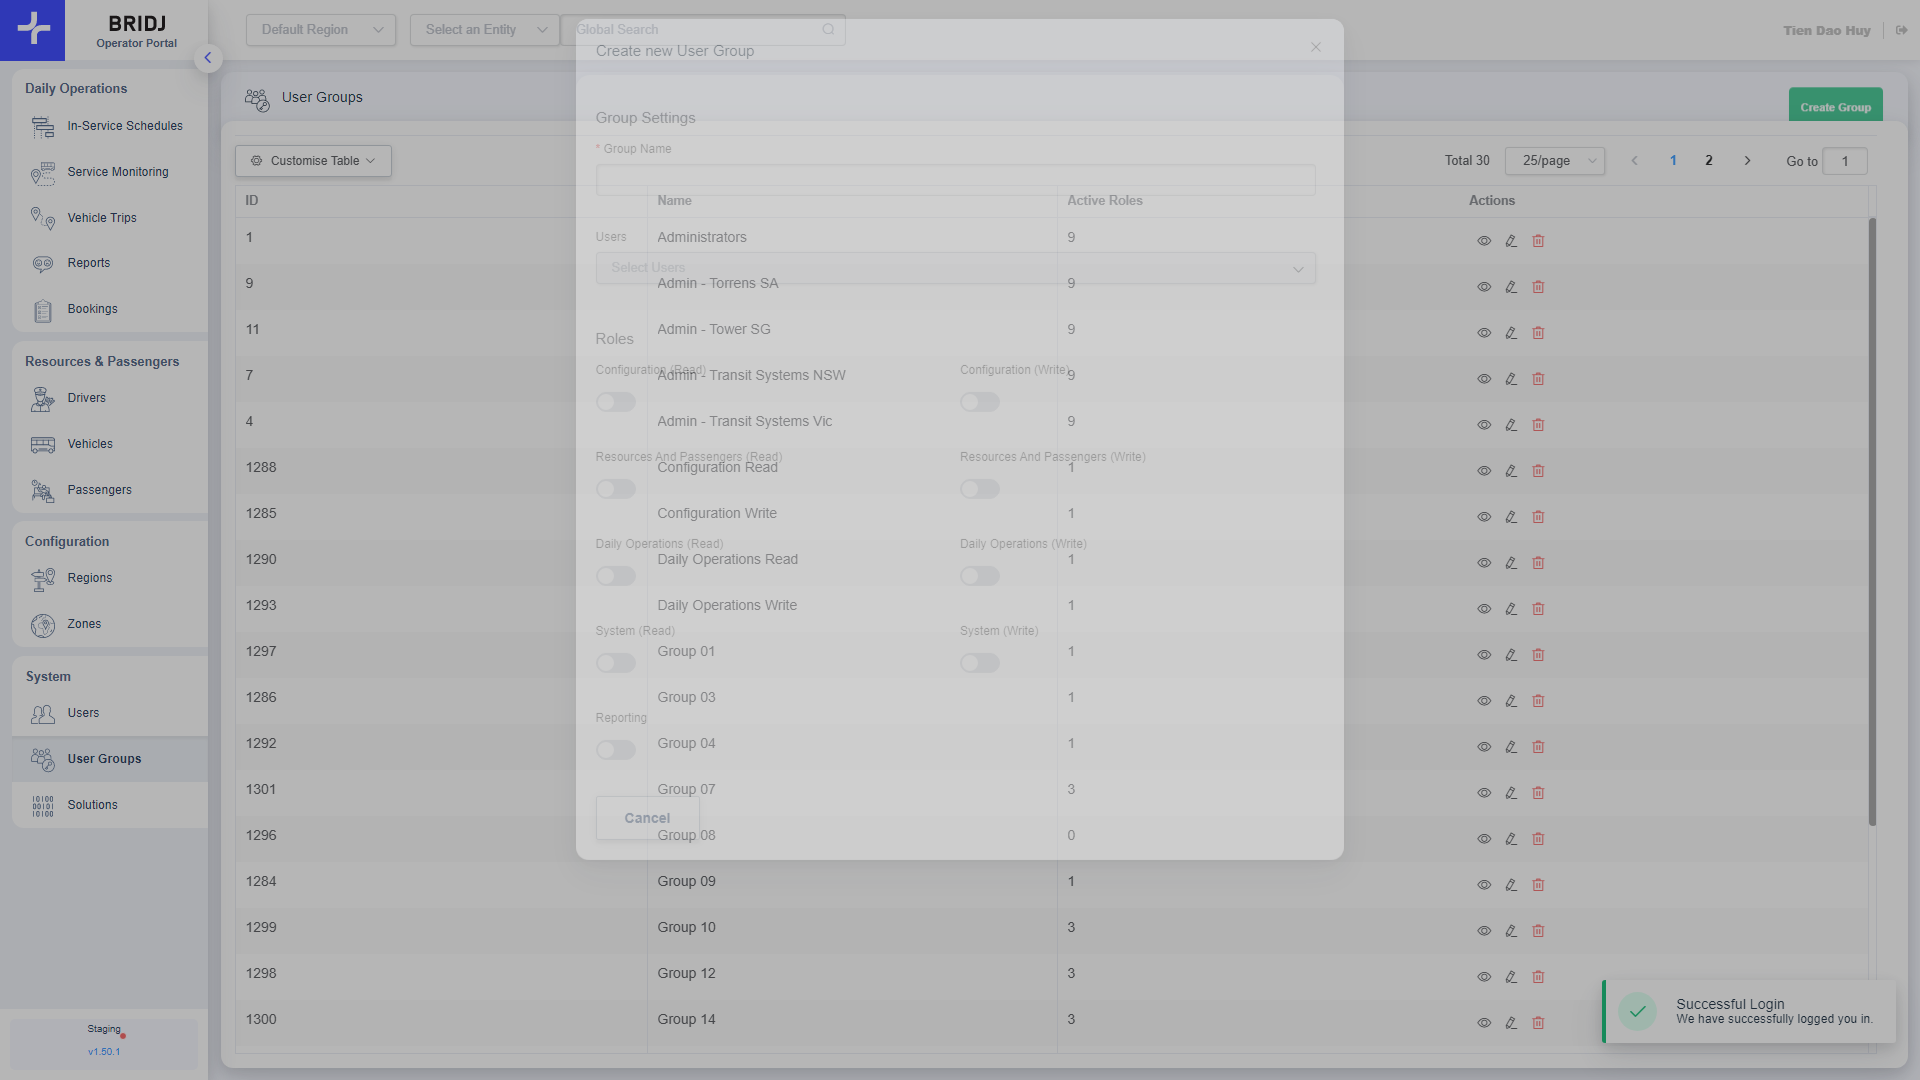 BRIDJ
Operator Portal
Default Region
Select an Entity
Global Search
Tien Dao Huy
Daily Operations
In-Service Schedules
Service Monitoring
Vehicle Trips
Reports
Bookings
Resources & Passengers
Drivers
Vehicles
Passengers
Configuration
Regions
Zones
System
Users
User Groups
Solutions
Staging
v1.50.1
User Groups
Create Group
Customise Table
Total 30
25/page
1
2
Go to
1
ID
Name
Active Roles
Actions
1 Administrators 9
9 Admin - Torrens SA 9
11 Admin - Tower SG 9
7 Admin - Transit Systems NSW 9
4 Admin - Transit Systems Vic 9
1288 Configuration Read 1
1285 Configuration Write 1
1290 Daily Operations Read 1
1293 Daily Operations Write 1
1297 Group 01 1
1286 Group 03 1
1292 Group 04 1
1301 Group 07 3
1296 Group 08 0
1284 Group 09 1
1299 Group 10 3
1298 Group 12 3
1300 Group 14 3
Create new User Group
Group Settings
* Group Name
Users
Select Users
Roles
Configuration (Read)
Configuration (Write)
Resources And Passengers (Read)
Resources And Passengers (Write)
Daily Operations (Read)
Daily Operations (Write)
System (Read)
System (Write)
Reporting
Cancel
Successful Login
We have successfully logged you in.